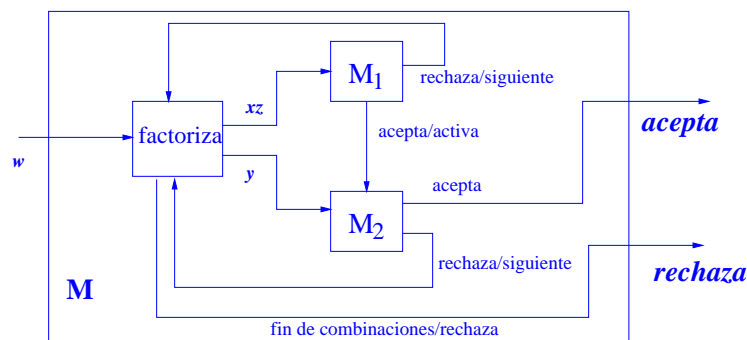 M1
rechaza/siguiente
xz
acepta
factoriza
acepta/activa
w
y
acepta
M2
rechaza/siguiente
rechaza
M
fin de combinaciones/rechaza